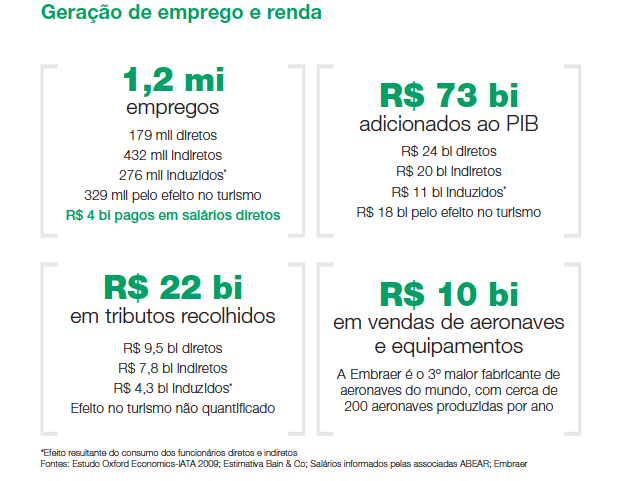 Geração de emprego e renda
1,2 mi
empregos
179 mil diretos
432 mil indiretos
276 mil induzidos*
329 mil pelo efeito no turismo
R$ 4 bi pagos em salários diretos
R$ 73 bi
adicionados ao PIB
R$ 24 bi diretos
R$ 20 bi indiretos
R$ 11 bi induzidos*
R$ 18 bi pelo efeito no turismo
R$ 22 bi
em tributos recolhidos
R$ 9,5 bi diretos
R$ 7,8 bi indiretos
R$ 4,3 bi induzidos*
Efeito no turismo não quantificado
R$ 10 bi
em vendas de aeronaves
e equipamentos
A Embraer é o 3º maior fabricante de
aeronaves do mundo, com cerca de
200 aeronaves produzidas por ano
*Efeito resultante do consumo dos funcionários diretos e indiretos
Fontes: Estudo Oxford Economics-IATA 2009; Estimativa Bain & Co; Salários informados pelas associadas ABEAR; Embraer